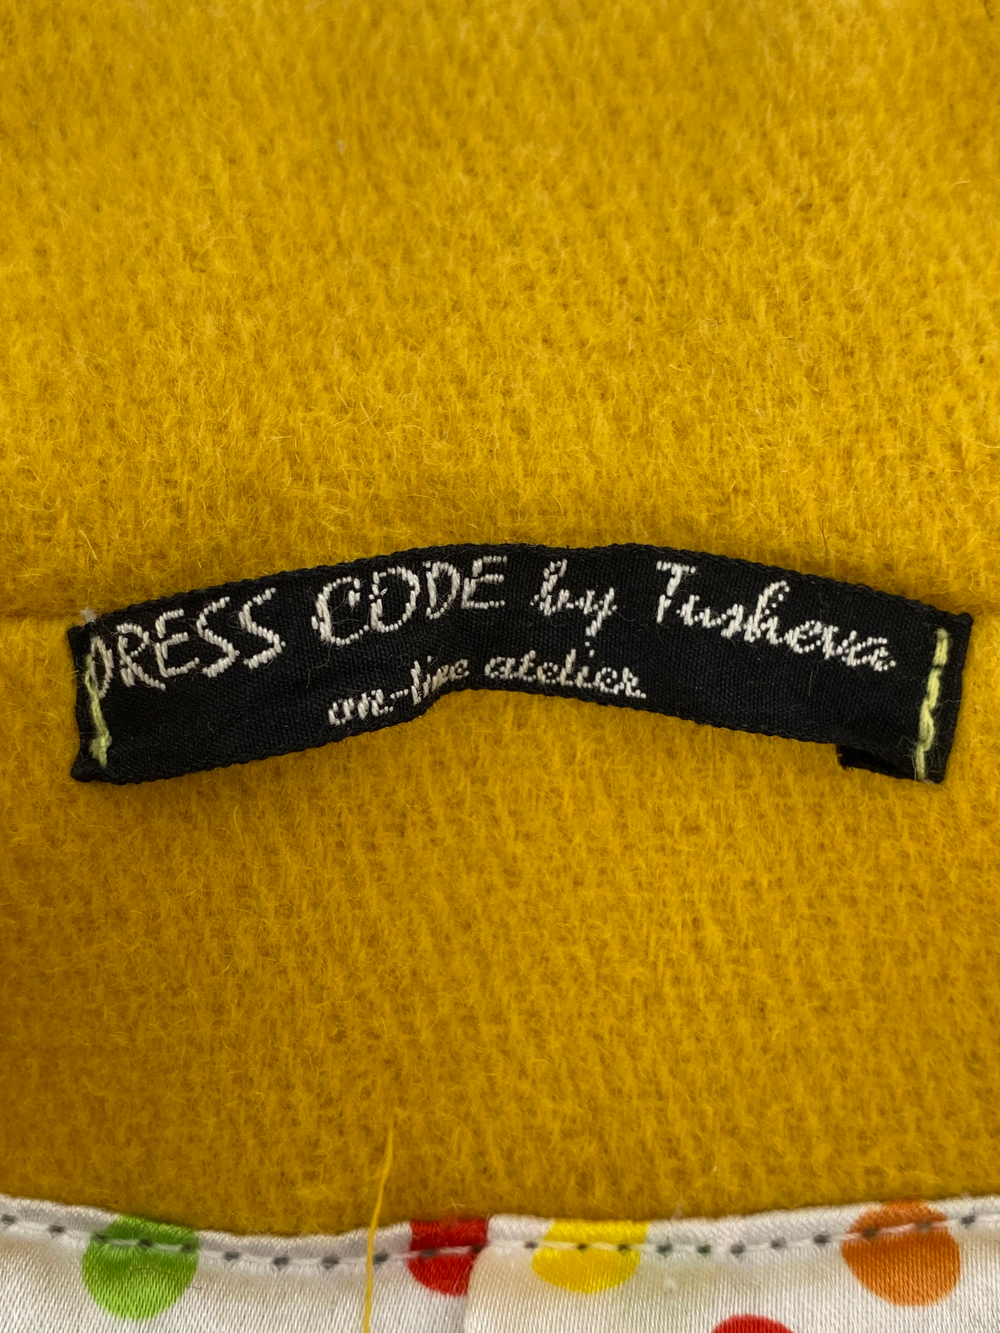 DRESS CODE by Tusheva
on-line atelier